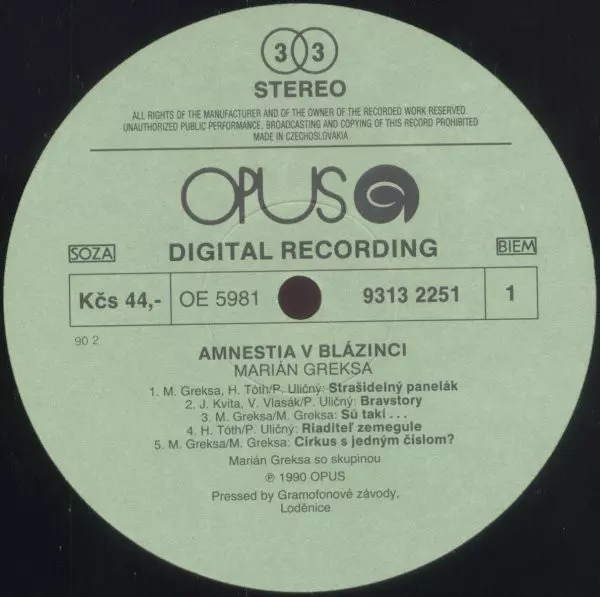 33
STEREO
ALL RIGHTS OF THE MANUFACTURER AND OF THE OWNER OF THE RECORDED WORK RESERVED.
UNAUTHORIZED PUBLIC PERFORMANCE, BROADCASTING AND COPYING OF THIS RECORD PROHIBITED
MADE IN CZECHOSLOVAKIA
OPUS
SOZA DIGITAL RECORDING BIEM
Kčs 44,- OE 5981 9313 2251 1
90 2
AMNESTIA V BLÁZINCI
MARIÁN GREKSA
1. M. Greksa, H. Tóth/P. Uličný: Strašidelný panelák
2. J. Kvita, V. Vlasák/P. Uličný: Bravstory
3. M. Greksa/M. Greksa: Sú takí . . .
4. H. Tóth/P. Uličný: Riaditeľ zemegule
5. M. Greksa/M. Greksa: Cirkus s jedným číslom?
Marián Greksa so skupinou
℗ 1990 OPUS
Pressed by Gramofonové závody,
Loděnice